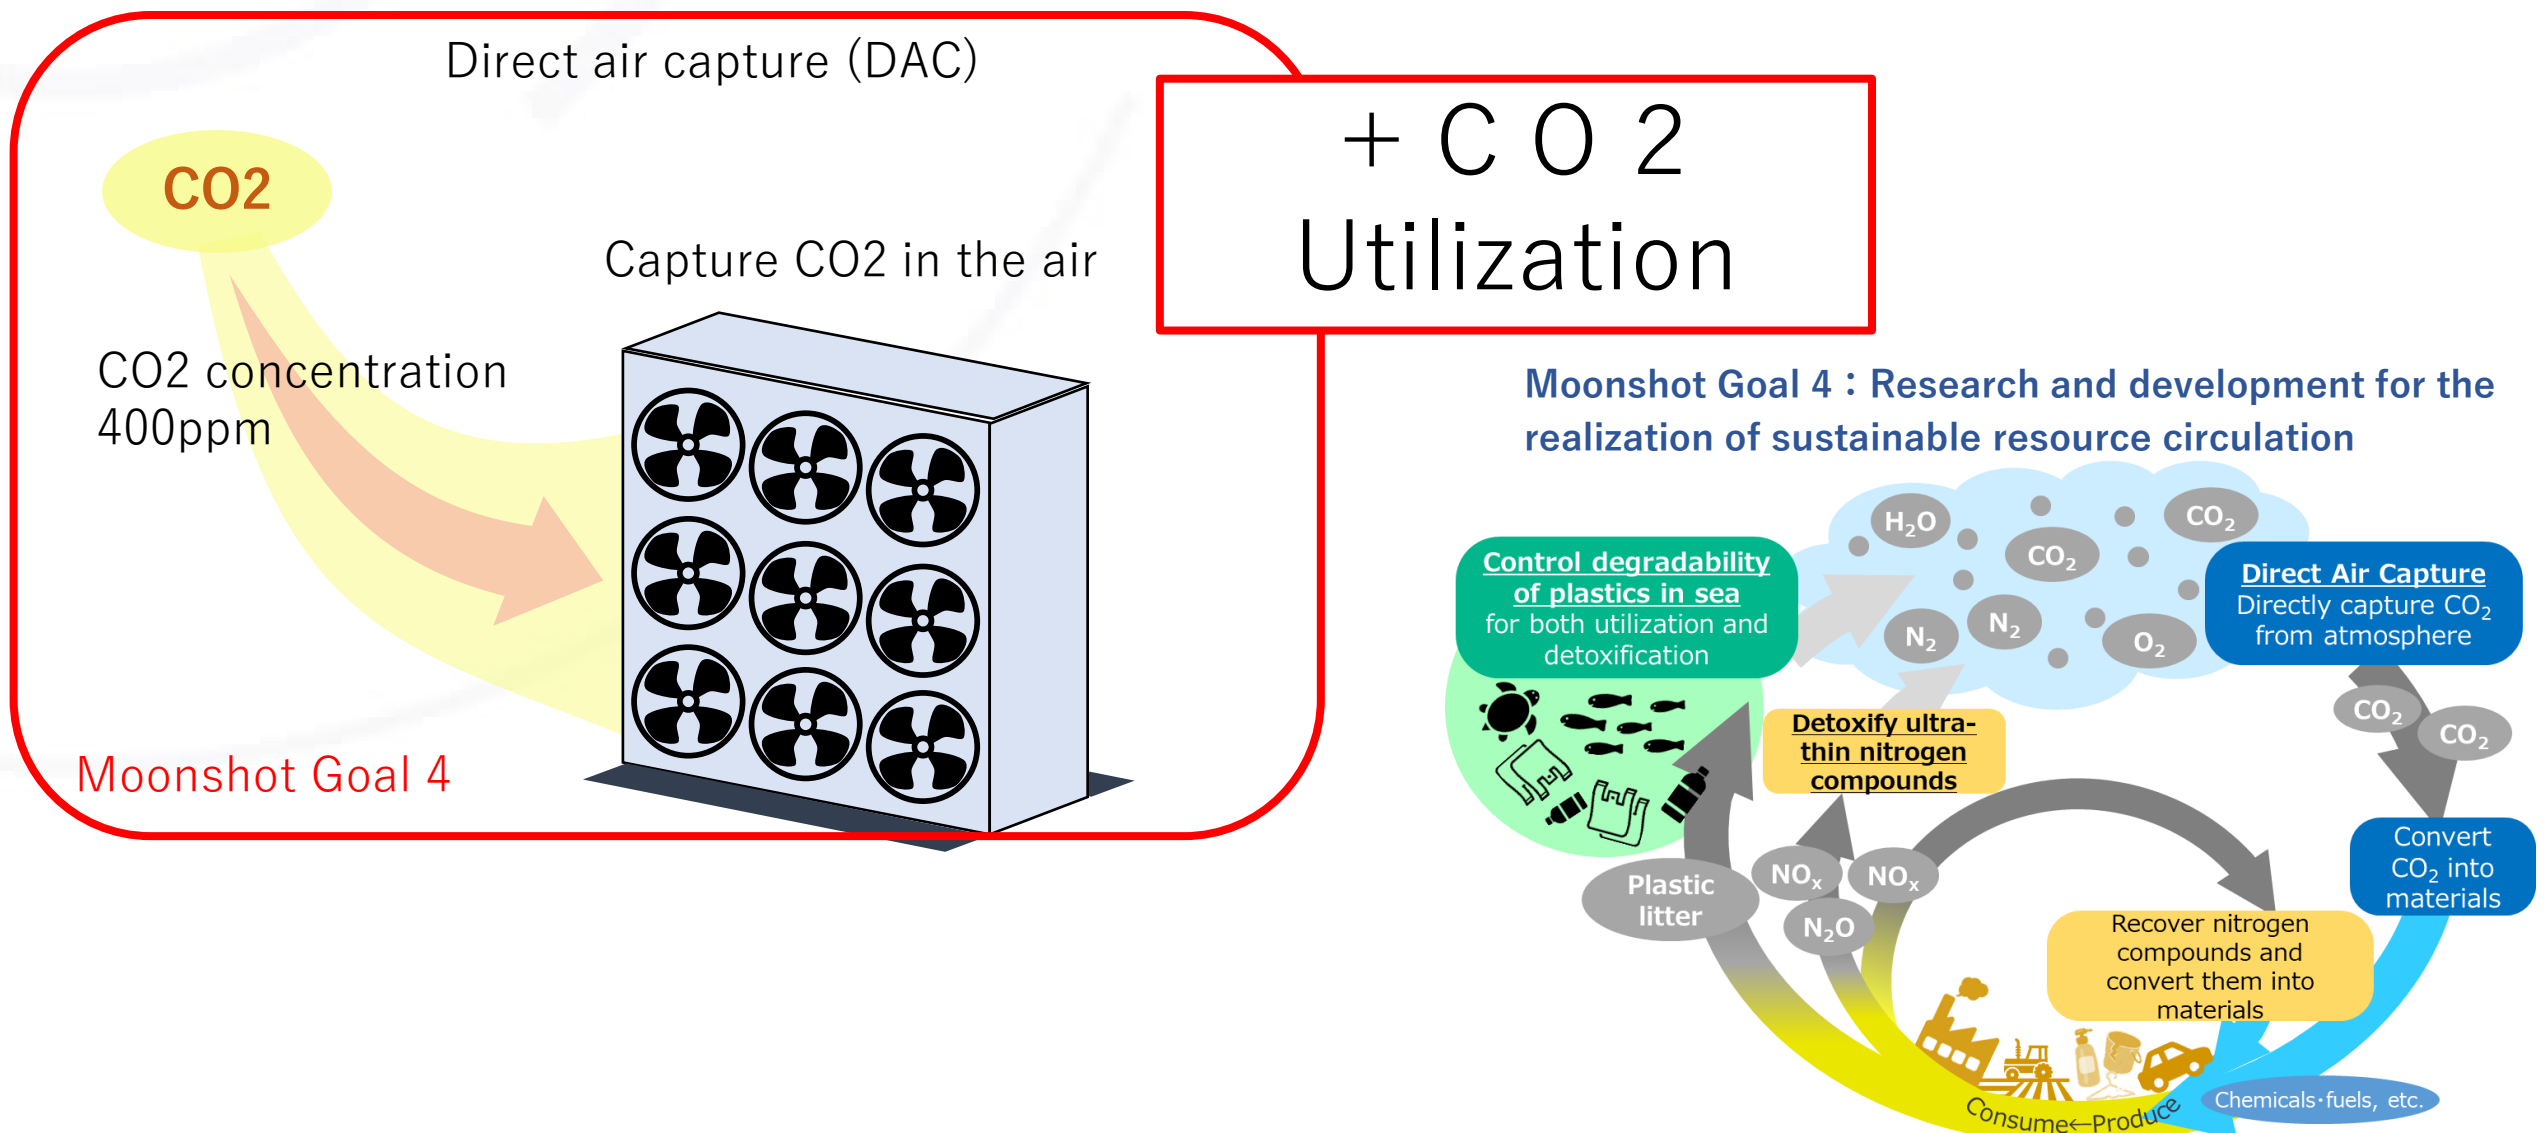 Direct air capture (DAC)
CO2
Capture CO2 in the air
CO2 concentration
400ppm
Moonshot Goal 4
+CO2
Utilization
Moonshot Goal 4：Research and development for the
realization of sustainable resource circulation
H₂O
CO₂
CO₂
N₂
N₂
O₂
Control degradability
of plastics in sea
for both utilization and
detoxification
Direct Air Capture
Directly capture CO₂
from atmosphere
CO₂
CO₂
Detoxify ultra-
thin nitrogen
compounds
Convert
CO₂ into
materials
Plastic
litter
NOₓ
NOₓ
N₂O
Recover nitrogen
compounds and
convert them into
materials
Chemicals･fuels, etc.
Consume←Produce